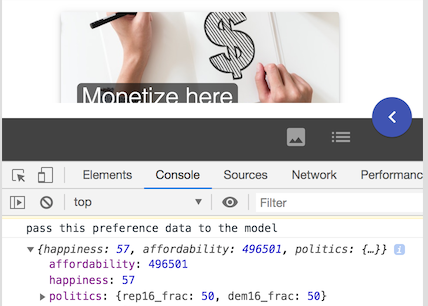 Monetize here
Elements Console Sources Network Performanc
top Filter
pass this preference data to the model
{happiness: 57, affordability: 496501, politics: {…}} i
affordability: 496501
happiness: 57
politics: {rep16_frac: 50, dem16_frac: 50}